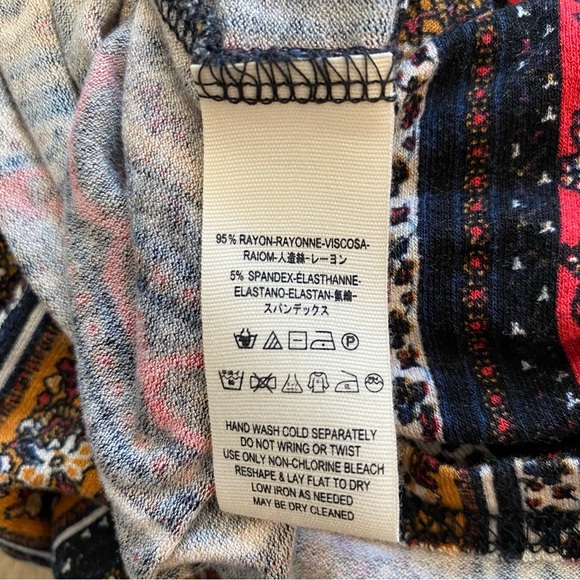 95% RAYON-RAYONNE-VISCOSA-
RAIOM-人造絲-レーヨン
5% SPANDEX-ÉLASTHANNE-
ELASTANO-ELASTAN-氨綸-
スパンデックス
P
HAND WASH COLD SEPARATELY
DO NOT WRING OR TWIST
USE ONLY NON-CHLORINE BLEACH
RESHAPE & LAY FLAT TO DRY
LOW IRON AS NEEDED
MAY BE DRY CLEANED